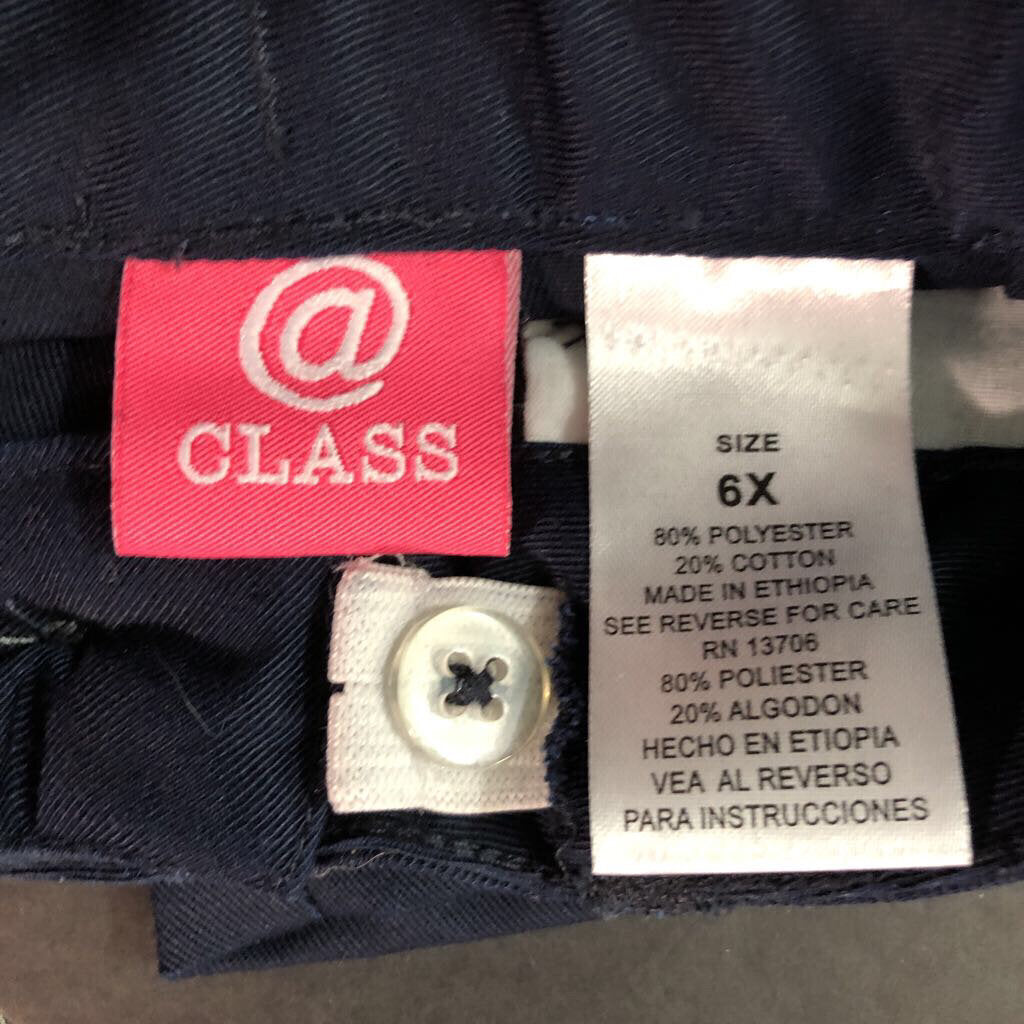 @
CLASS
SIZE
6X
80% POLYESTER
20% COTTON
MADE IN ETHIOPIA
SEE REVERSE FOR CARE
RN 13706
80% POLIESTER
20% ALGODON
HECHO EN ETIOPIA
VEA AL REVERSO
PARA INSTRUCCIONES